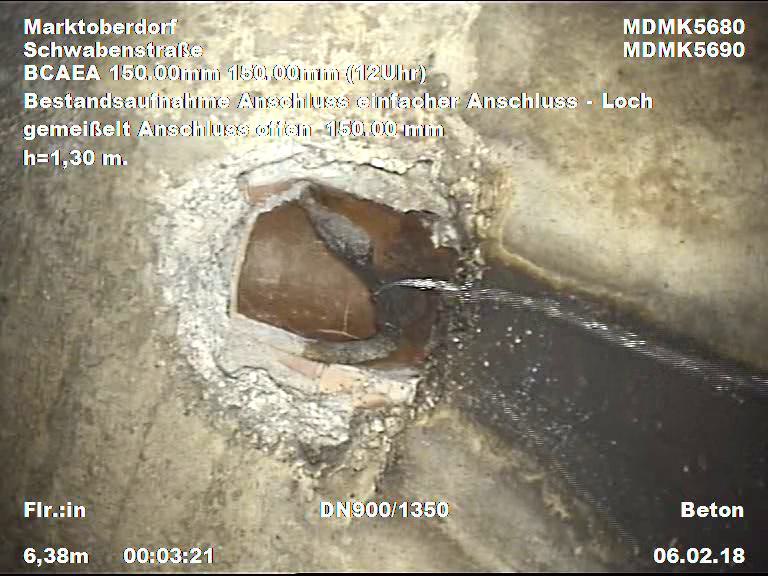 Marktoberdorf
MDMK5680
Schwabenstraße
MDMK5690
BCAEA 150.00mm 150.00mm (12Uhr)
Bestandsaufnahme Anschluss einfacher Anschluss - Loch
gemeißelt Anschluss offen 150.00 mm
h=1,30 m.
Flr.:in DN900/1350 Beton
6,38m 00:03:21 06.02.18